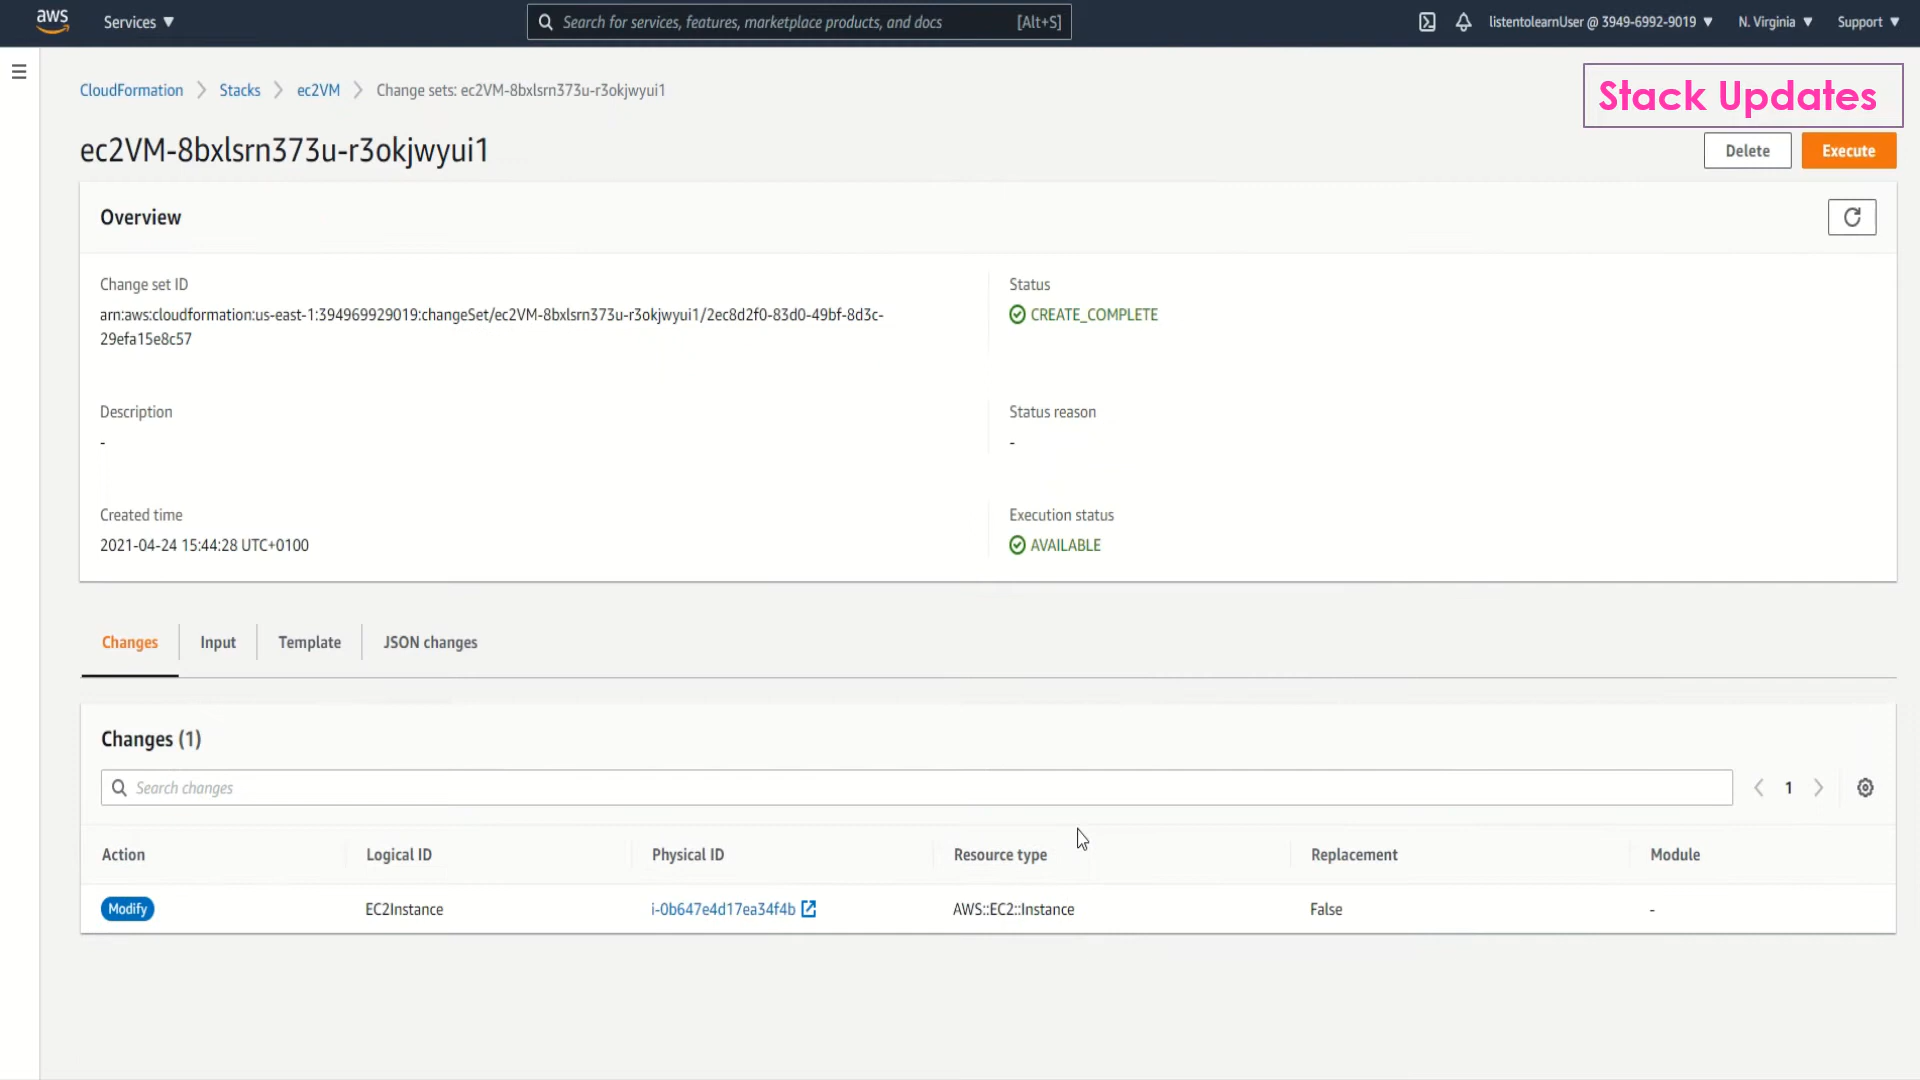 aws Services Search for services, features, marketplace products, and docs [Alt+S] listentolearnUser @ 3949-6992-9019 N. Virginia Support
CloudFormation Stacks ec2VM Change sets: ec2VM-8bxlsrn373u-r3okjwyui1
Stack Updates
ec2VM-8bxlsrn373u-r3okjwyui1
Delete Execute
Overview
Change set ID
arn:aws:cloudformation:us-east-1:394969929019:changeSet/ec2VM-8bxlsrn373u-r3okjwyui1/2ec8d2f0-83d0-49bf-8d3c-
29efa15e8c57
Status
CREATE_COMPLETE
Description
-
Status reason
-
Created time
2021-04-24 15:44:28 UTC+0100
Execution status
AVAILABLE
Changes Input Template JSON changes
Changes (1)
Search changes 1
Action Logical ID Physical ID Resource type Replacement Module
Modify EC2Instance i-0b647e4d17ea34f4b AWS::EC2::Instance False -